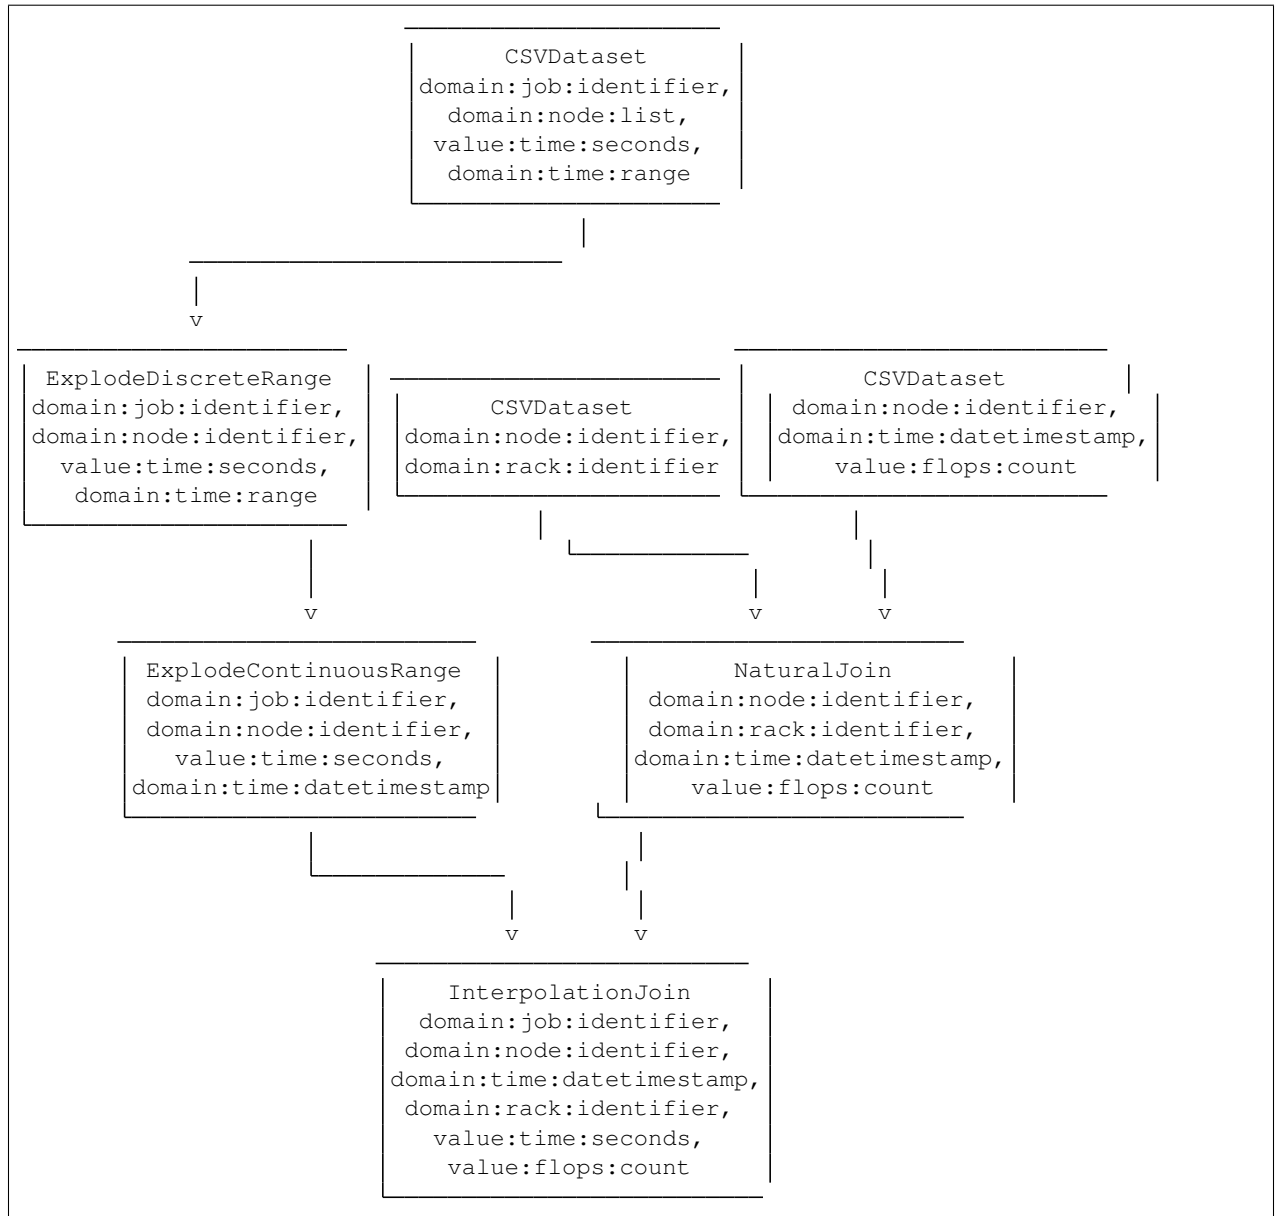 CSVDataset
domain:job:identifier,
domain:node:list,
value:time:seconds,
domain:time:range
v
ExplodeDiscreteRange
domain:job:identifier,
domain:node:identifier,
value:time:seconds,
domain:time:range
CSVDataset
domain:node:identifier,
domain:rack:identifier
CSVDataset
domain:node:identifier,
domain:time:datetimestamp,
value:flops:count
v
v
v
ExplodeContinuousRange
domain:job:identifier,
domain:node:identifier,
value:time:seconds,
domain:time:datetimestamp
NaturalJoin
domain:node:identifier,
domain:rack:identifier,
domain:time:datetimestamp,
value:flops:count
v
v
InterpolationJoin
domain:job:identifier,
domain:node:identifier,
domain:time:datetimestamp,
domain:rack:identifier,
value:time:seconds,
value:flops:count